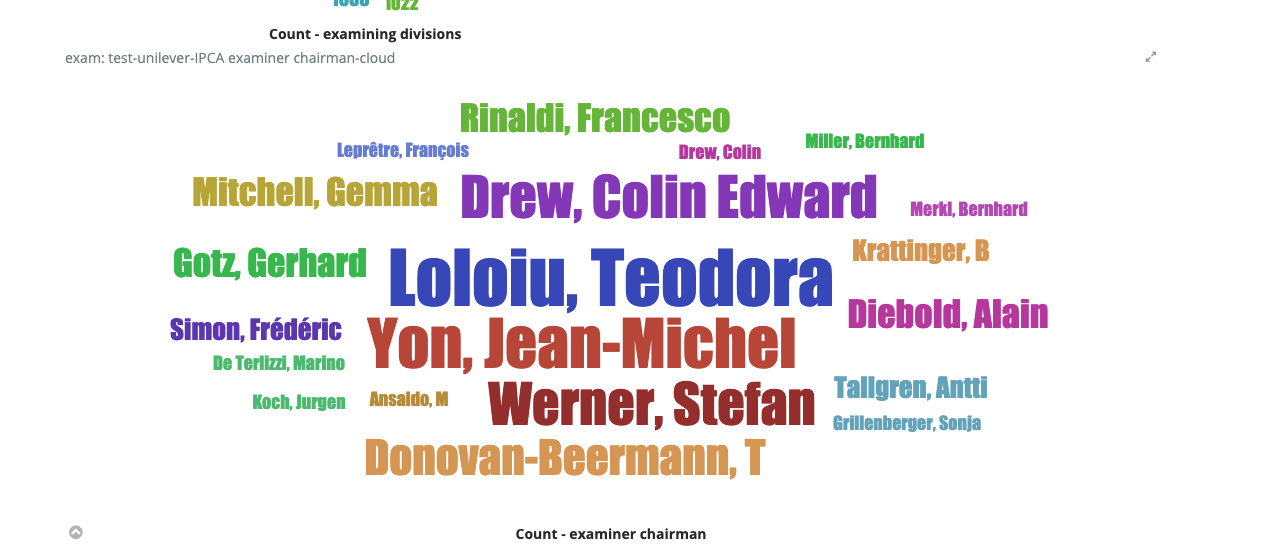 Count - examining divisions
exam: test-unilever-IPCA examiner chairman-cloud
Rinaldi, Francesco
Miller, Bernhard
Leprêtre, François
Drew, Colin
Mitchell, Gemma
Drew, Colin Edward
Merkl, Bernhard
Gotz, Gerhard
Loloiu, Teodora
Krattinger, B
Diebold, Alain
Simon, Frédéric
Yon, Jean-Michel
De Terlizzi, Marino
Koch, Jurgen
Ansaldo, M
Werner, Stefan
Tallgren, Antti
Grillenberger, Sonja
Donovan-Beermann, T
Count - examiner chairman